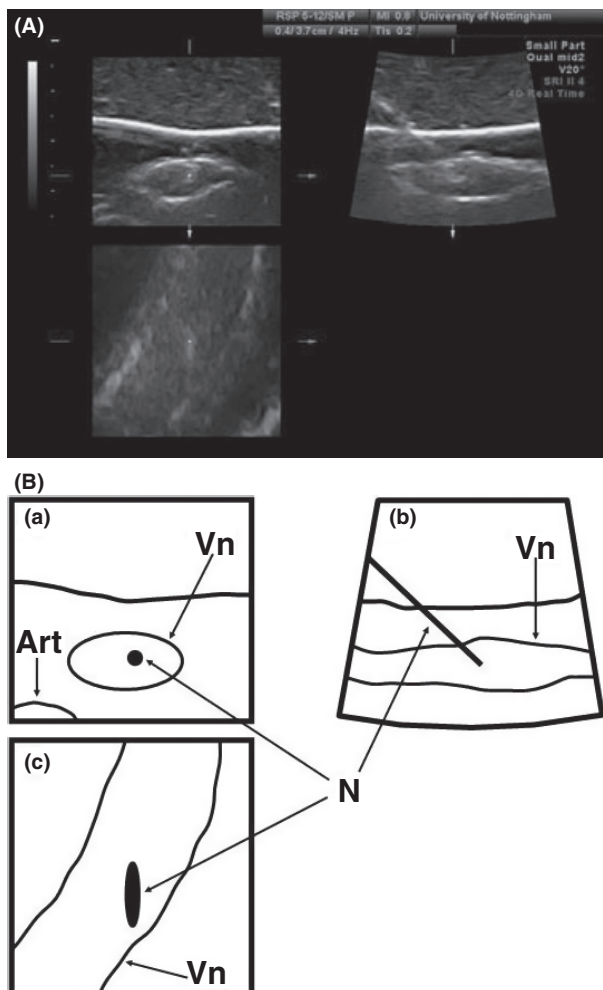 (A)
RSP 5-12/SM P MI 0.8 University of Nottingham
0.4/ 3.7cm / 4Hz TIs 0.2
Small Part
Qual mid2
V20°
SRI II 4
4D Real Time
(B)
(a)
Vn
Art
(b)
Vn
N
(c)
Vn